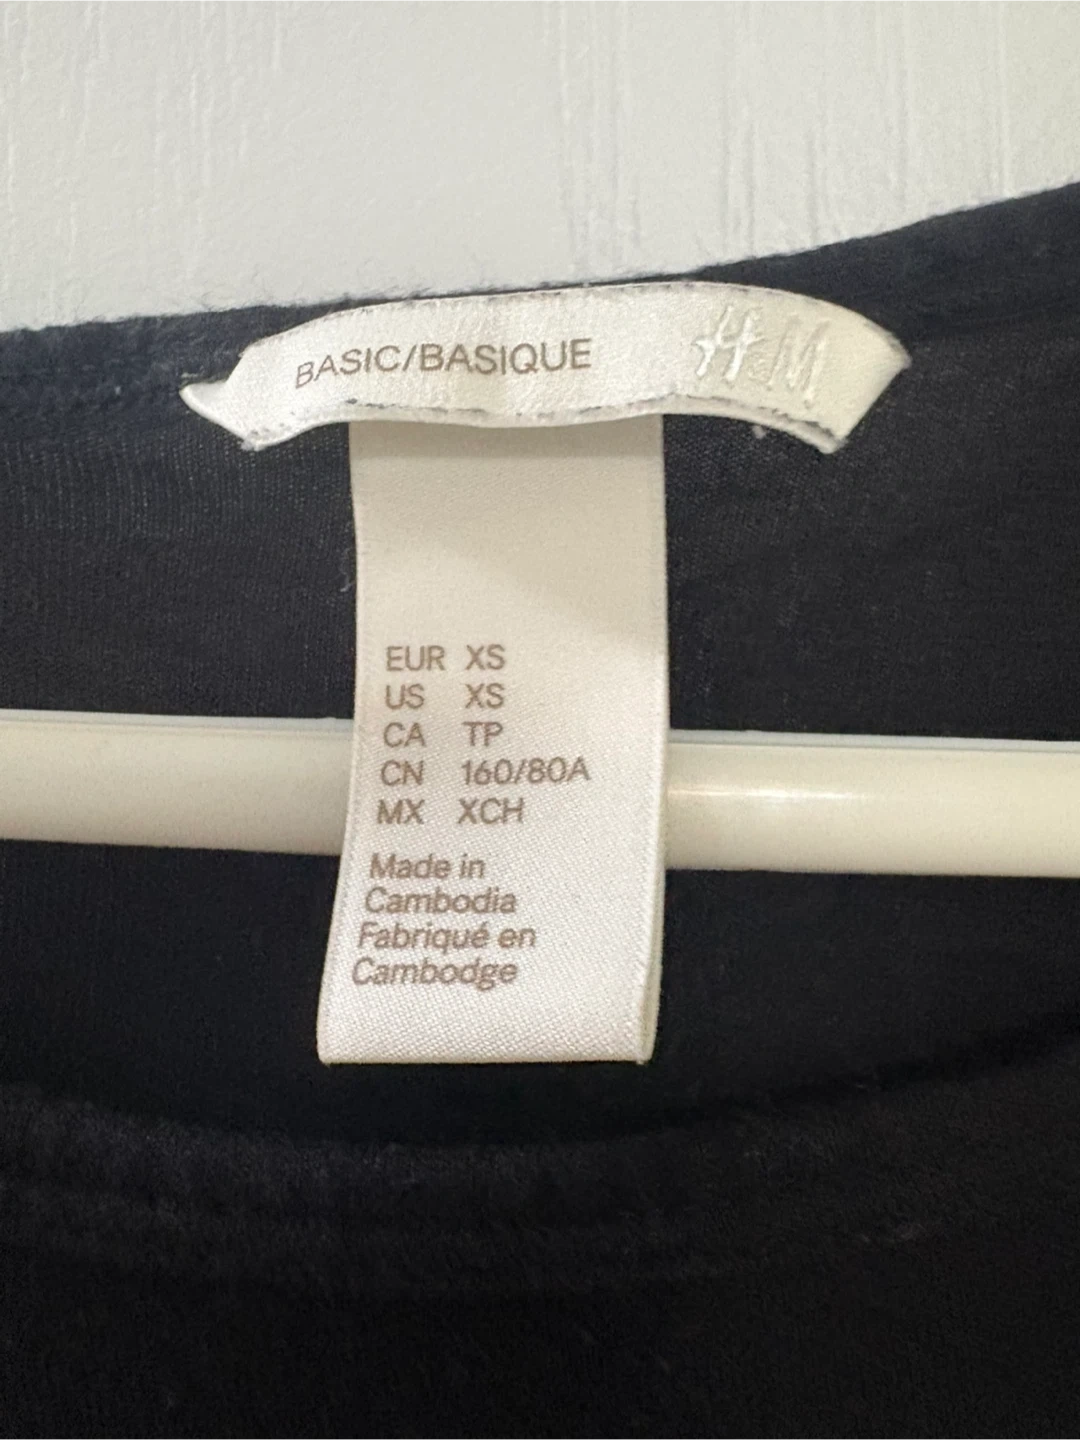 BASIC/BASIQUE H&M
EUR XS
US XS
CA TP
CN 160/80A
MX XCH
Made in
Cambodia
Fabriqué en
Cambodge